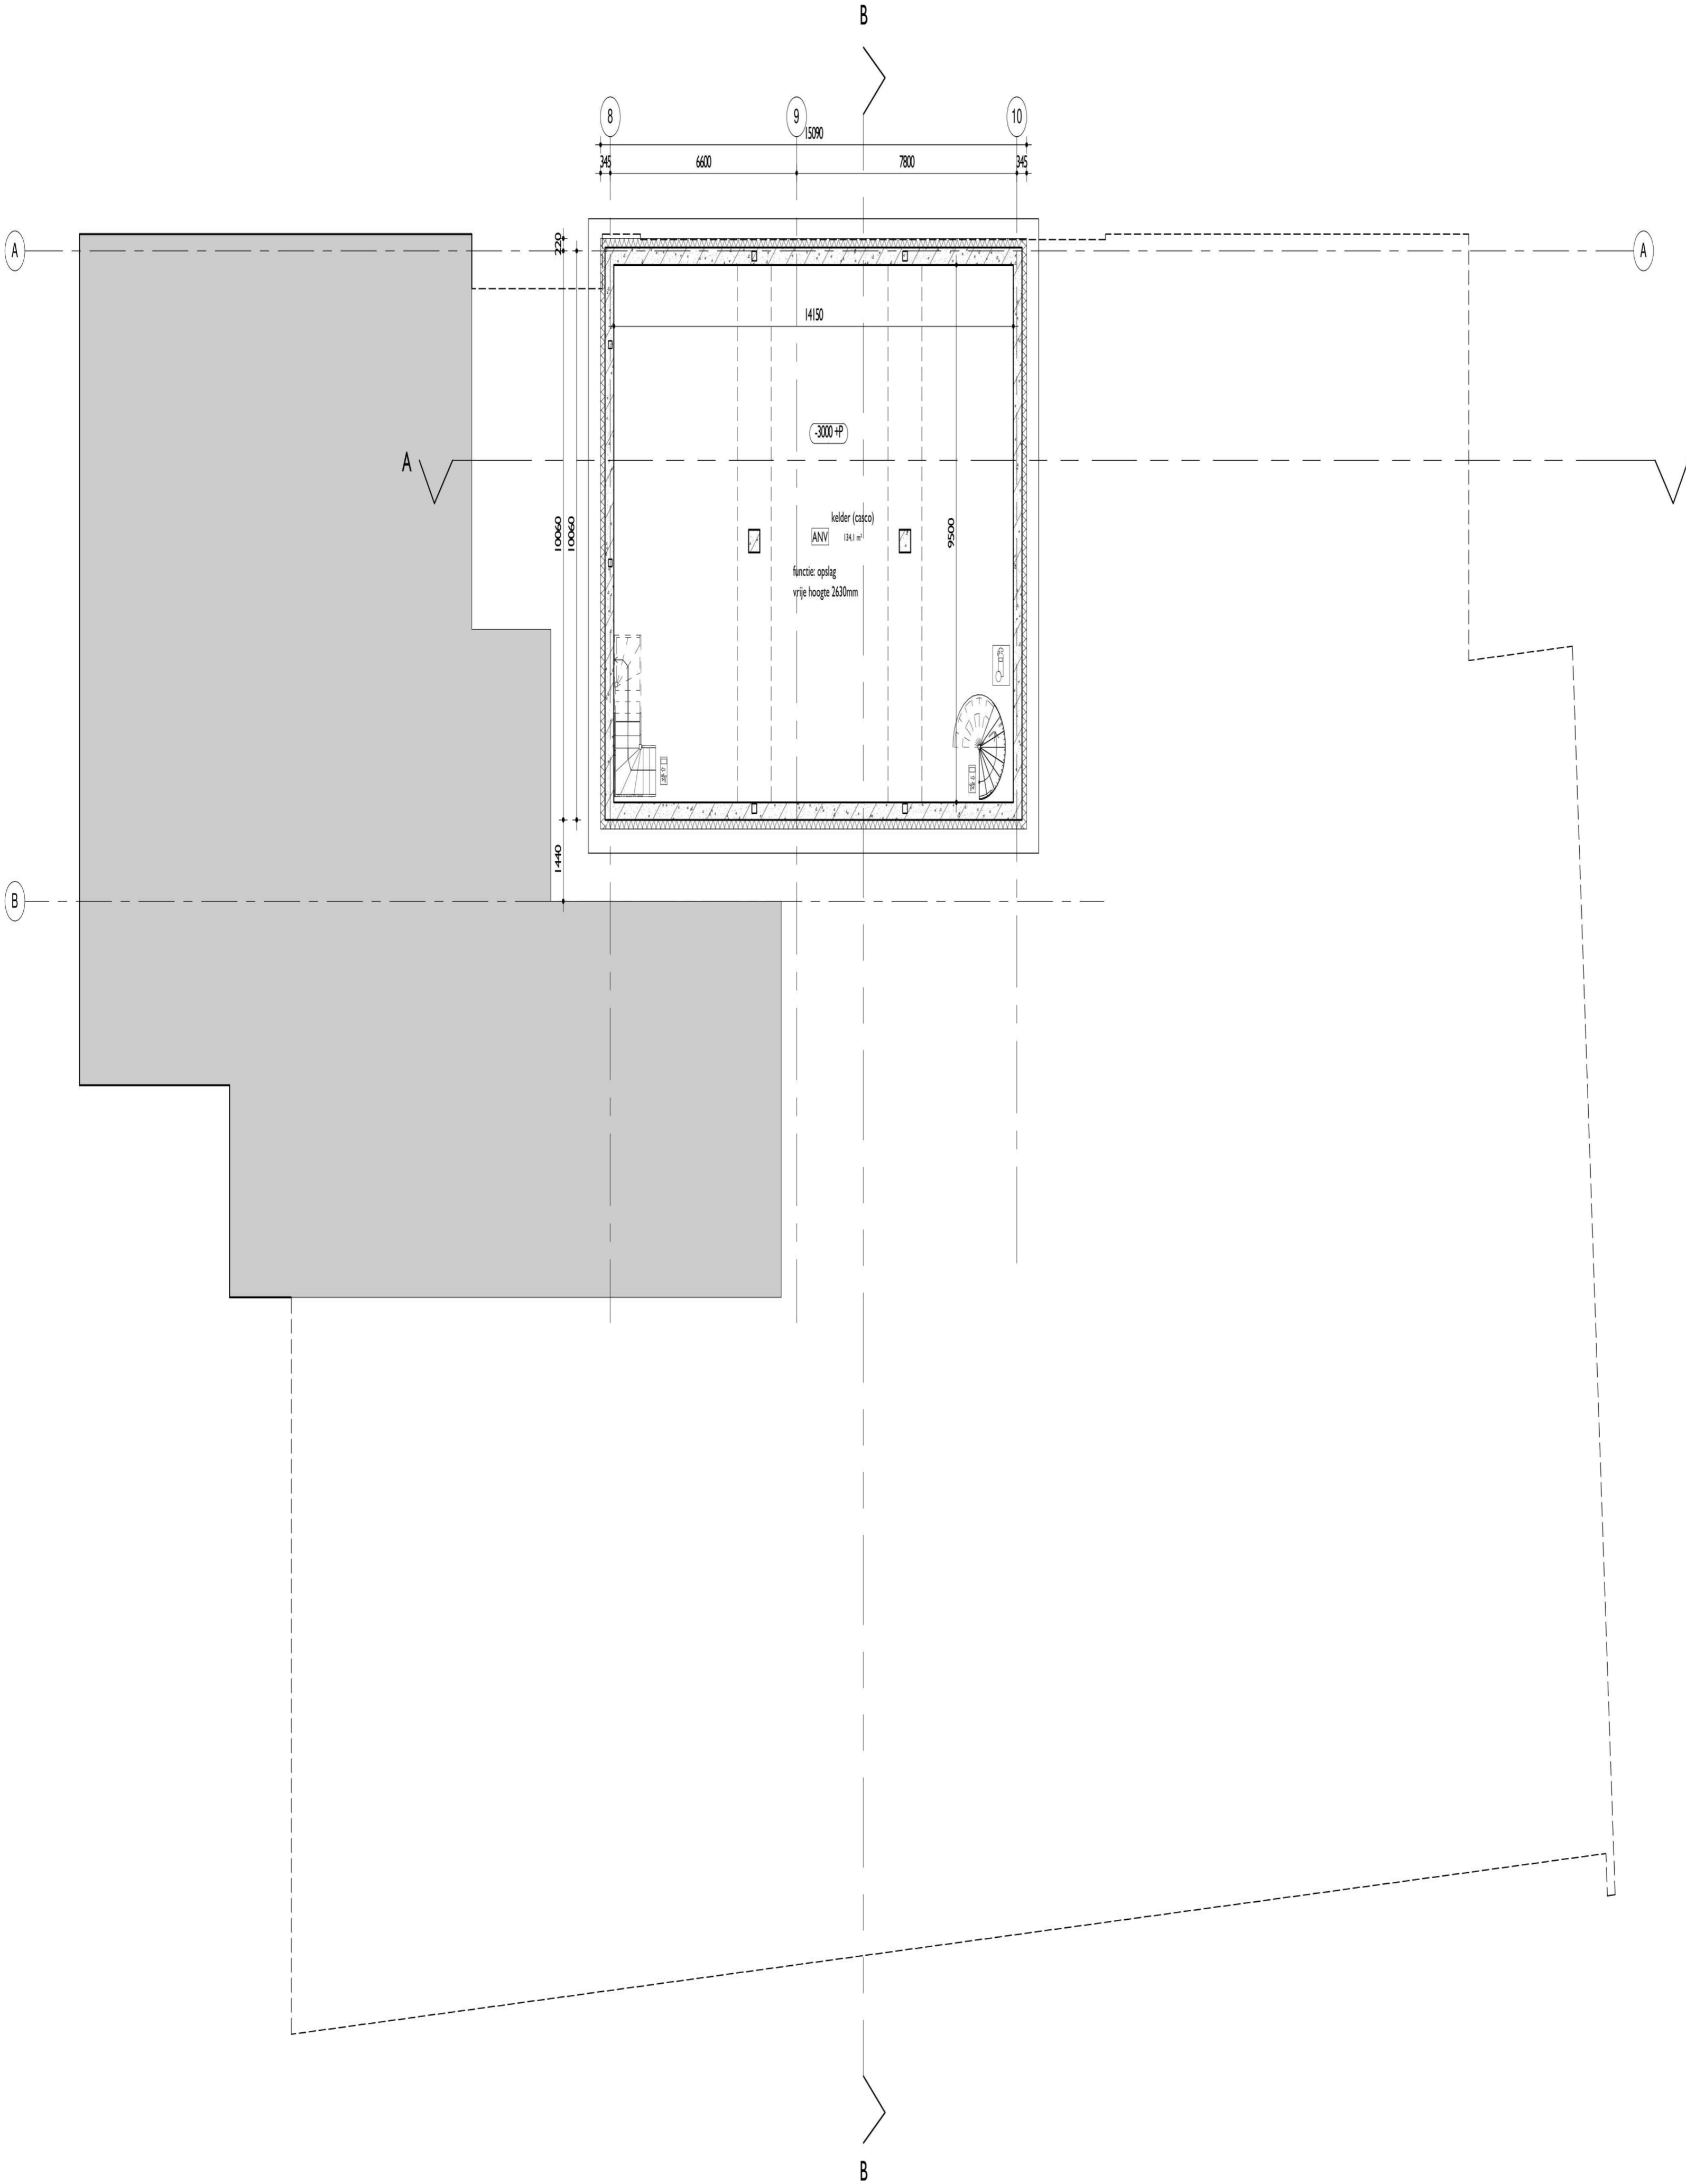 B
8
9
10
15090
345
6600
7800
345
A
220
A
14150
-3000 +P
A
10060
10060
kelder (casco)
ANV
134,1 m²
9500
functie: opslag
vrije hoogte 2630mm
1440
B
B